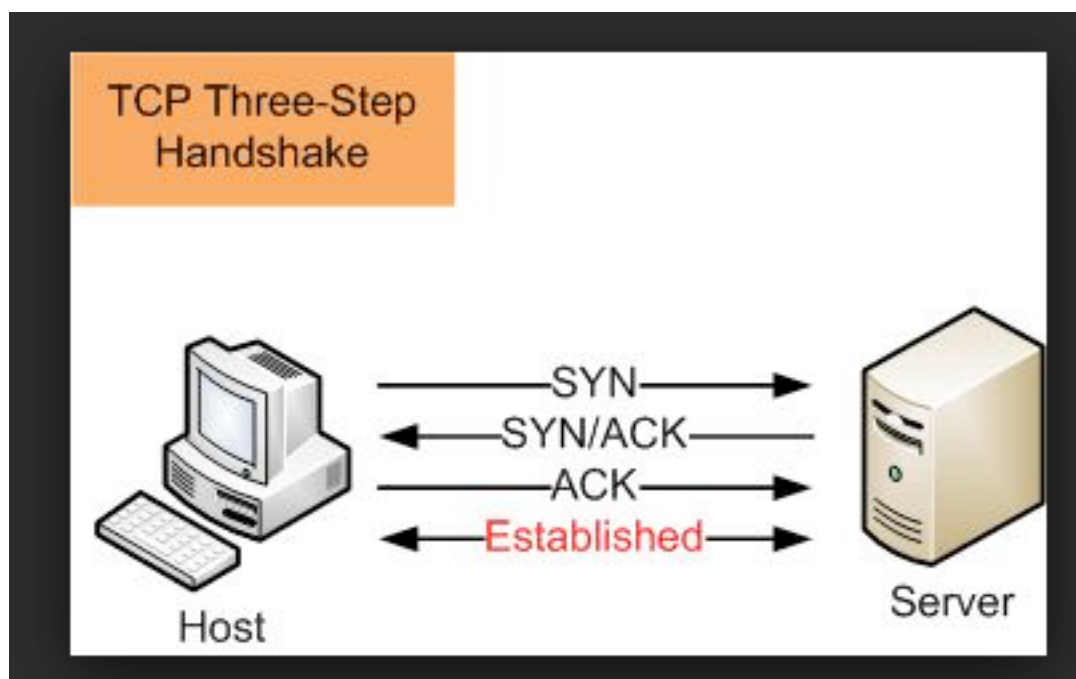 TCP Three-Step
Handshake
SYN
SYN/ACK
ACK
Established
Host
Server